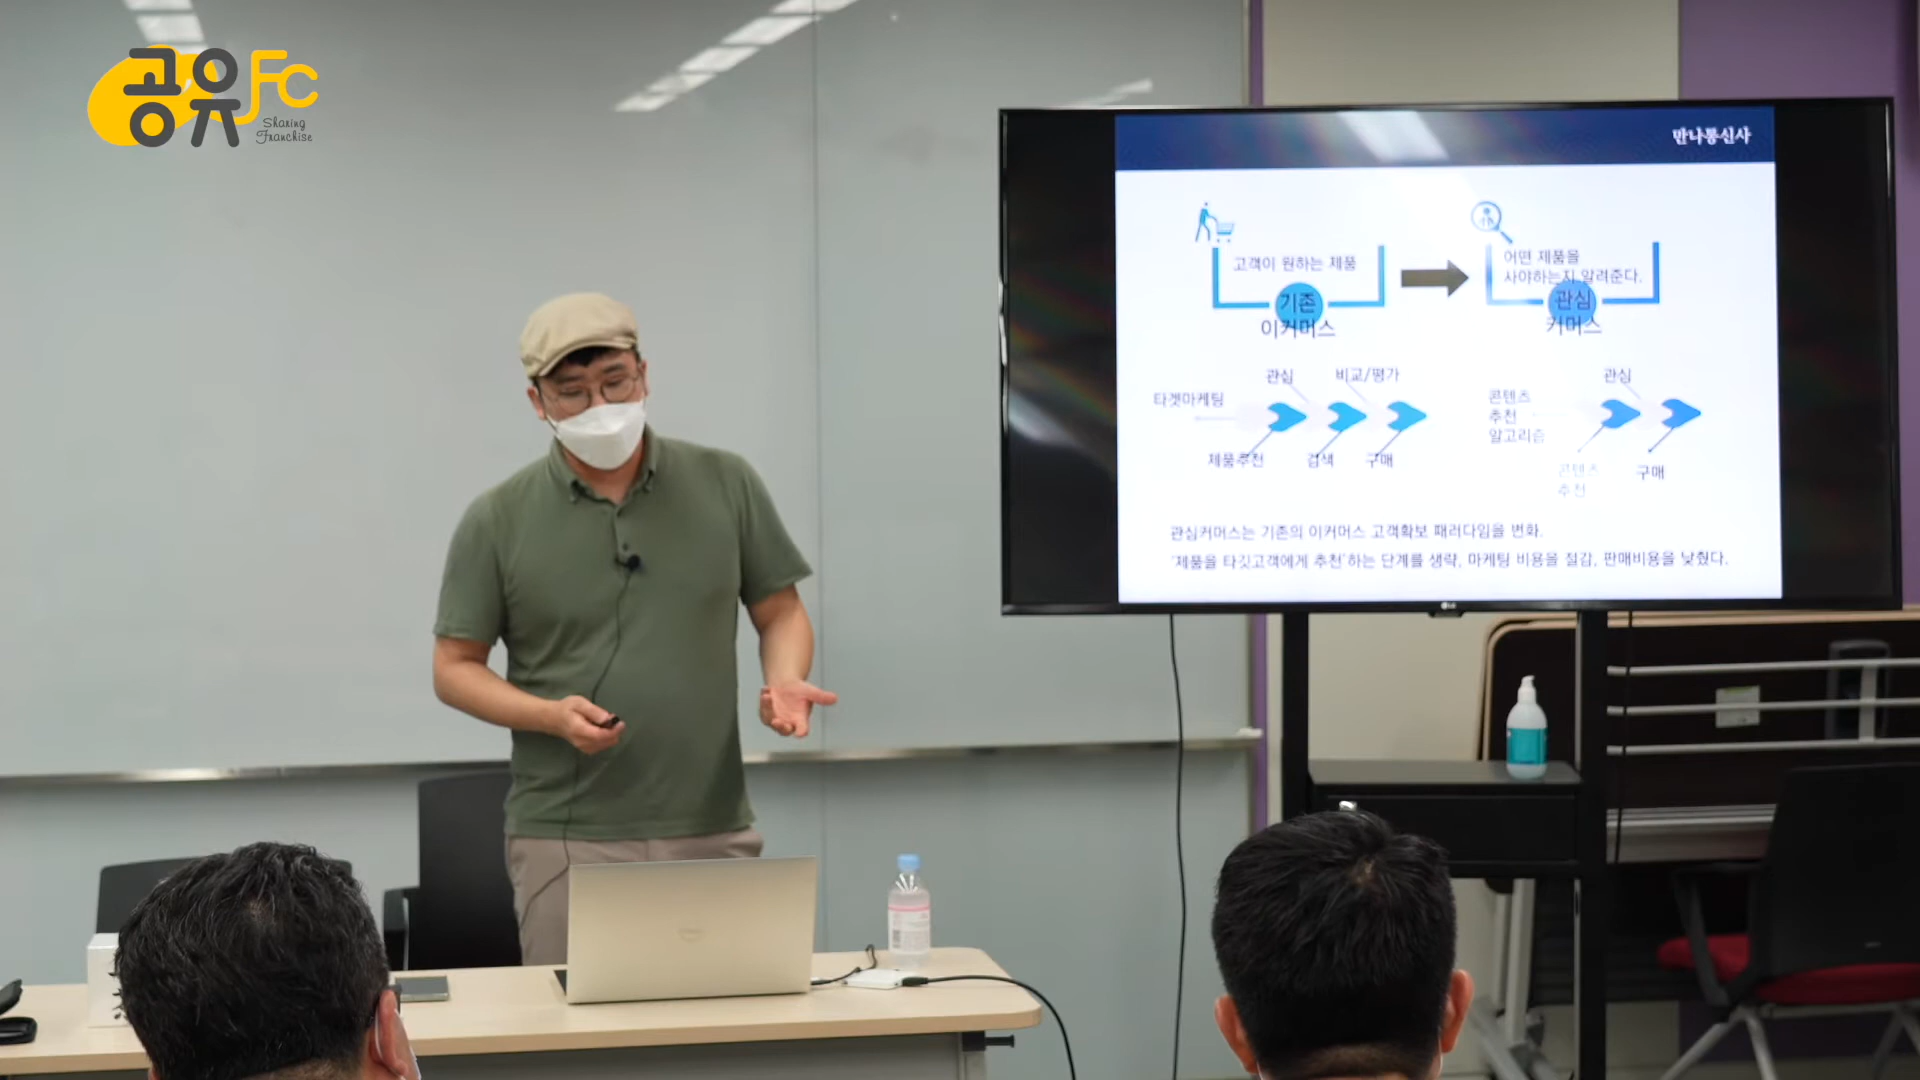 공유FC
Sharing
Franchise
만나통신사
고객이 원하는 제품
기존
이커머스
어떤 제품을
사야하는지 알려준다.
관심
커머스
타겟마케팅
관심
비교/평가
제품추천
검색
구매
콘텐츠
추천
알고리즘
관심
콘텐츠
추천
구매
관심커머스는 기존의 이커머스 고객확보 패러다임을 변화.
'제품을 타깃고객에게 추천'하는 단계를 생략, 마케팅 비용을 절감, 판매비용을 낮췄다.
LG
DELL